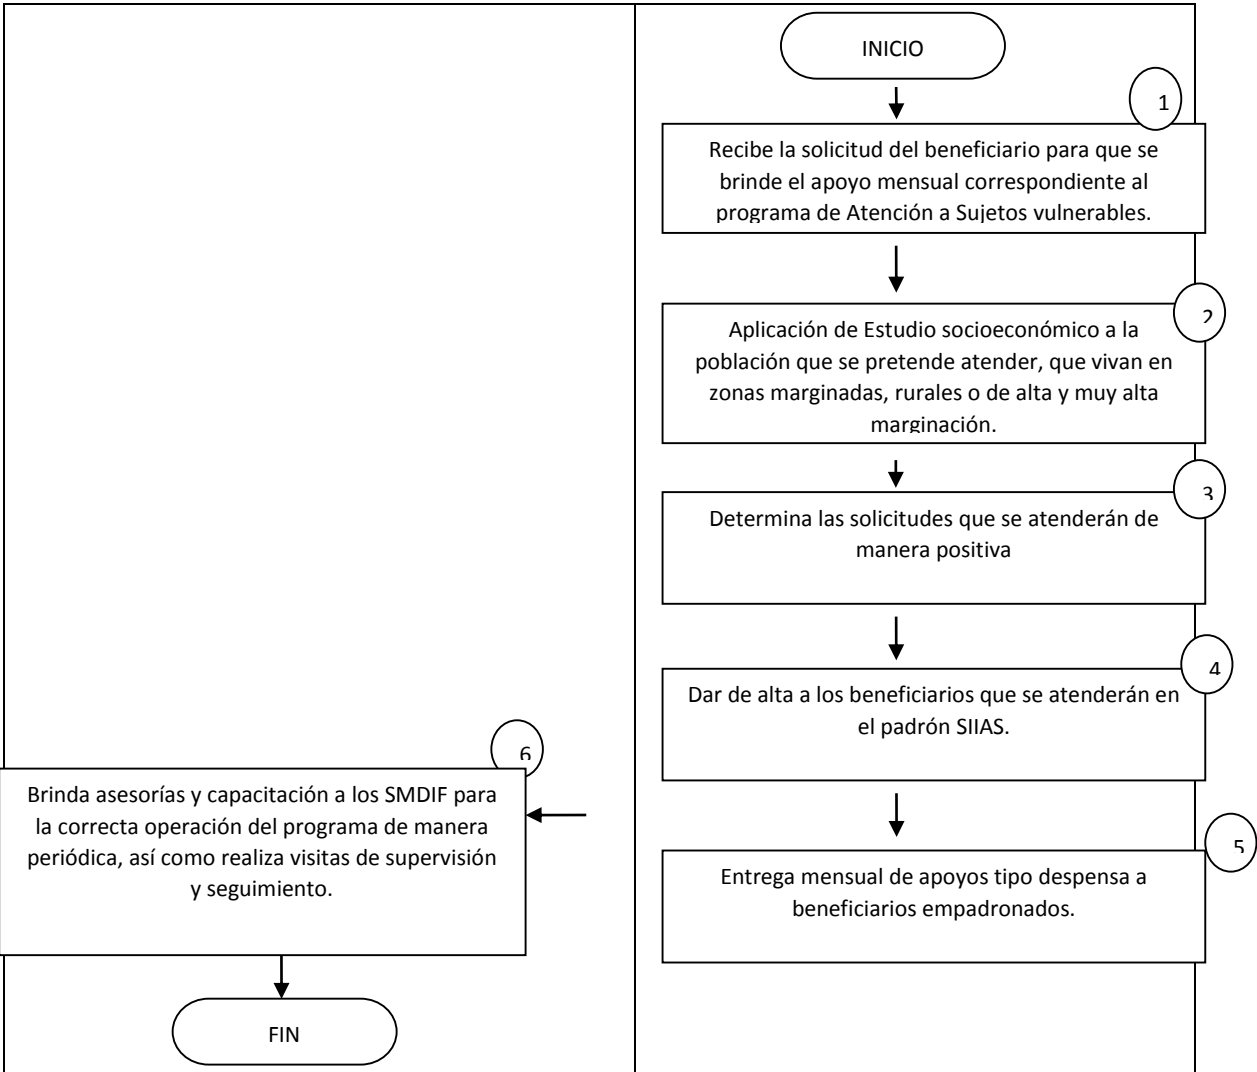 INICIO
1
Recibe la solicitud del beneficiario para que se
brinde el apoyo mensual correspondiente al
programa de Atención a Sujetos vulnerables.
2
Aplicación de Estudio socioeconómico a la
población que se pretende atender, que vivan en
zonas marginadas, rurales o de alta y muy alta
marginación.
3
Determina las solicitudes que se atenderán de
manera positiva
4
Dar de alta a los beneficiarios que se atenderán en
el padrón SIIAS.
5
Entrega mensual de apoyos tipo despensa a
beneficiarios empadronados.
6
Brinda asesorías y capacitación a los SMDIF para
la correcta operación del programa de manera
periódica, así como realiza visitas de supervisión
y seguimiento.
FIN